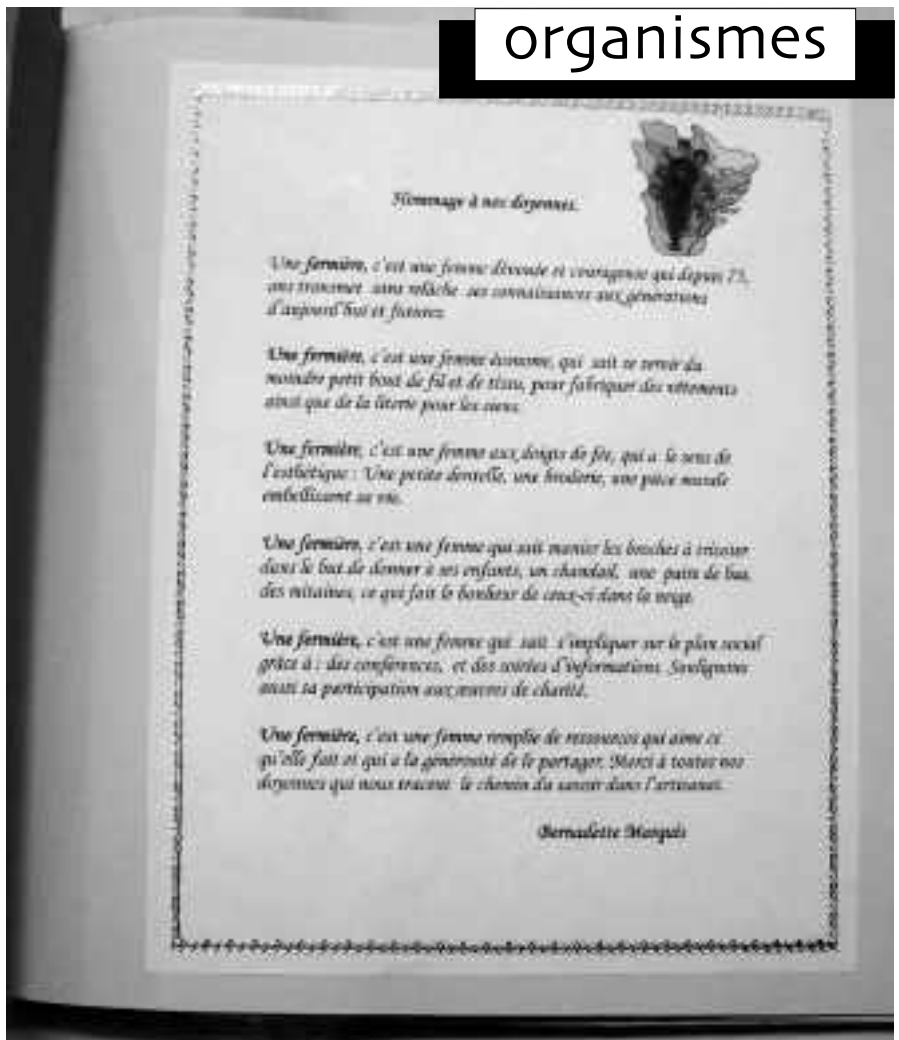 organismes
Hommage à nos doyennes.
Une fermière, c'est une femme dévouée et courageuse qui depuis 75,
ans transmet sans relâche ses connaissances aux générations
d'aujourd'hui et futures.
Une fermière, c'est une femme économe, qui sait se servir du
moindre petit bout de fil et de tissu, pour fabriquer des vêtements
ainsi que de la literie pour les siens.
Une fermière, c'est une femme aux doigts de fée, qui a le sens de
l'esthétique : Une petite dentelle, une broderie, une pièce murale
embellissent sa vie.
Une fermière, c'est une femme qui sait manier les broches à tricoter
dans le but de donner à ses enfants, un chandail, une paire de bas,
des mitaines, ce qui fait le bonheur de ceux-ci dans la neige.
Une fermière, c'est une femme qui sait s'impliquer sur le plan social
grâce à : des conférences, et des soirées d'informations. Soulignons
aussi sa participation aux œuvres de charité.
Une fermière, c'est une femme remplie de ressources qui aime ce
qu'elle fait et qui a la générosité de le partager. Merci à toutes nos
doyennes qui nous tracent le chemin du savoir dans l'artisanat.
Bernadette Marquis